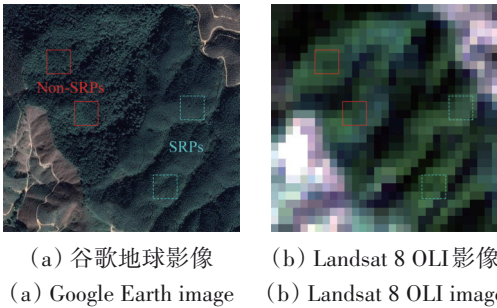 Non-SRPs
SRPs
(a) 谷歌地球影像
(b) Landsat 8 OLI影像
(a) Google Earth image
(b) Landsat 8 OLI image